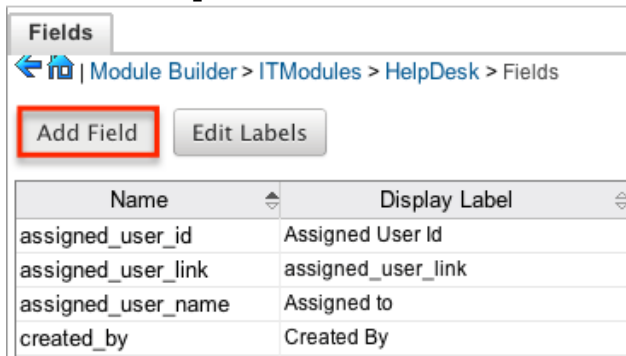 Fields
| Module Builder > ITModules > HelpDesk > Fields
Add Field Edit Labels
Name Display Label
assigned_user_id Assigned User Id
assigned_user_link assigned_user_link
assigned_user_name Assigned to
created_by Created By